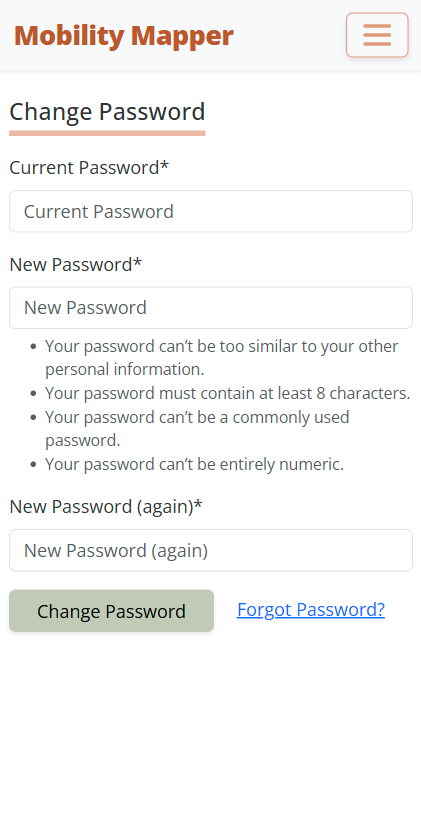 Mobility Mapper
Change Password
Current Password*
Current Password
New Password*
New Password
• Your password can’t be too similar to your other
personal information.
• Your password must contain at least 8 characters.
• Your password can’t be a commonly used
password.
• Your password can’t be entirely numeric.
New Password (again)*
New Password (again)
Change Password
Forgot Password?